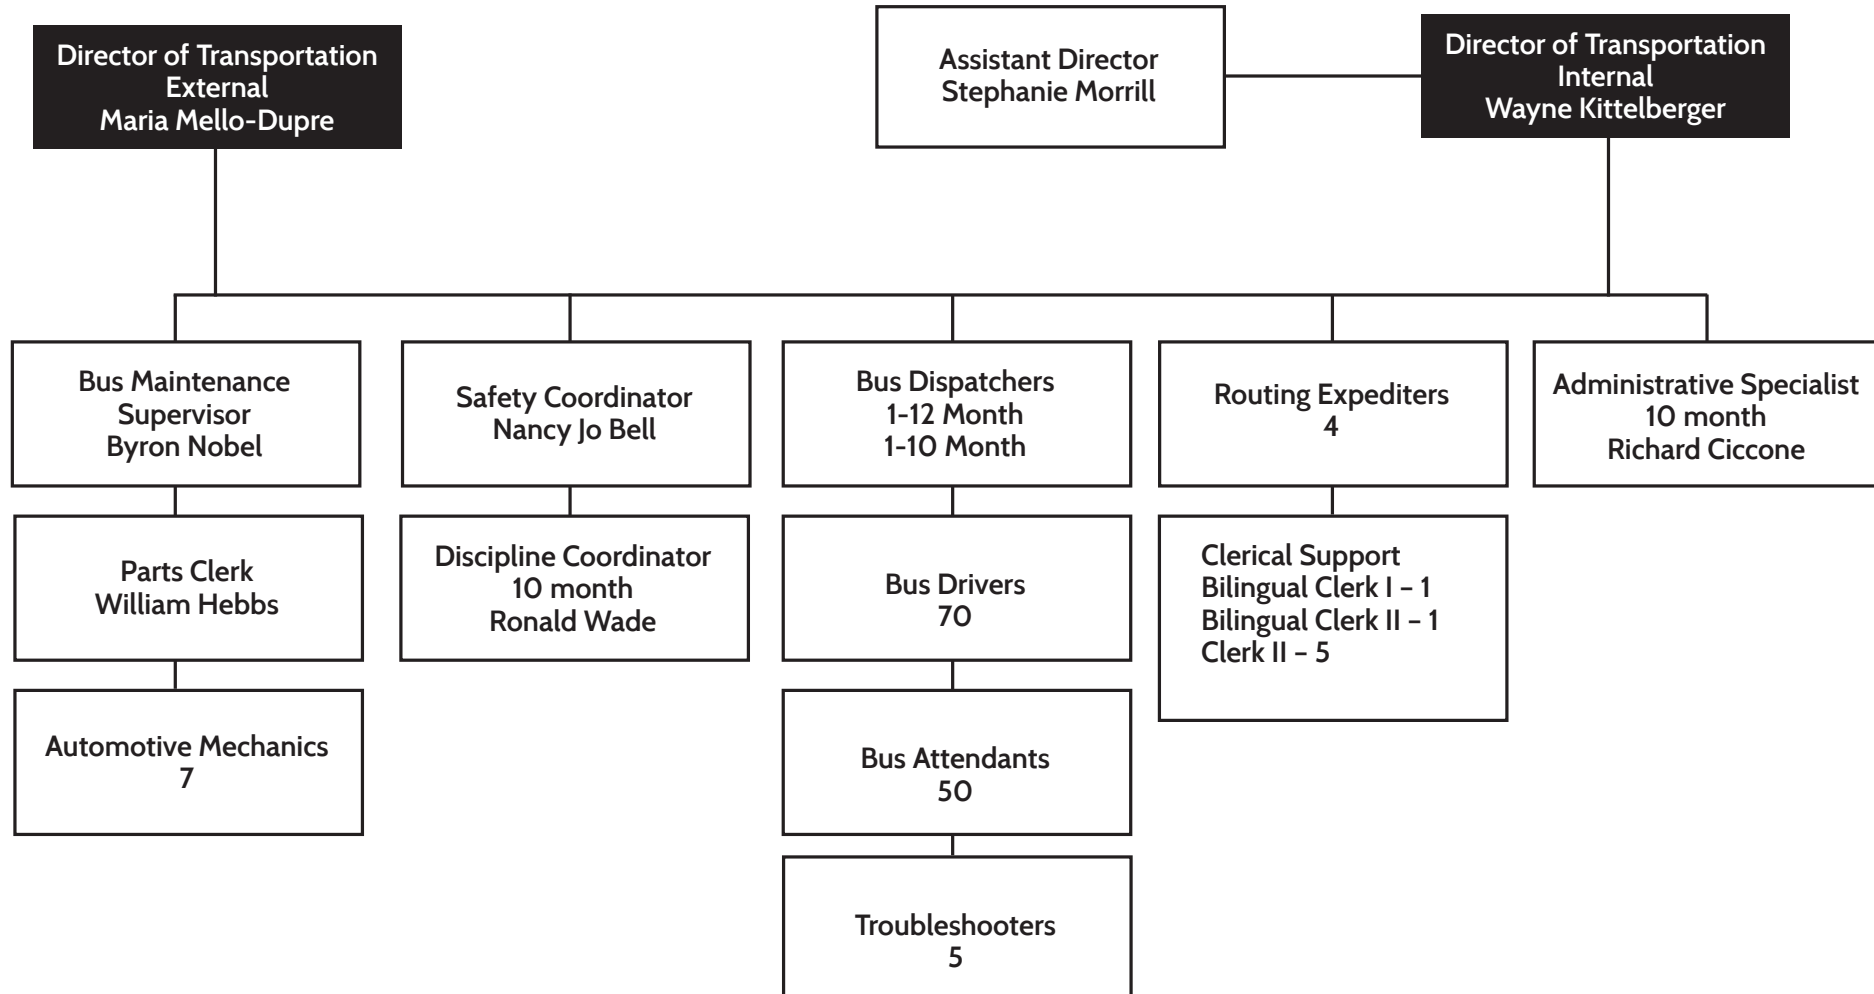 Director of Transportation
External
Maria Mello-Dupre
Assistant Director
Stephanie Morrill
Director of Transportation
Internal
Wayne Kittelberger
Bus Maintenance
Supervisor
Byron Nobel
Safety Coordinator
Nancy Jo Bell
Bus Dispatchers
1-12 Month
1-10 Month
Routing Expediters
4
Administrative Specialist
10 month
Richard Ciccone
Parts Clerk
William Hebbs
Discipline Coordinator
10 month
Ronald Wade
Bus Drivers
70
Clerical Support
Bilingual Clerk I – 1
Bilingual Clerk II – 1
Clerk II – 5
Automotive Mechanics
7
Bus Attendants
50
Troubleshooters
5